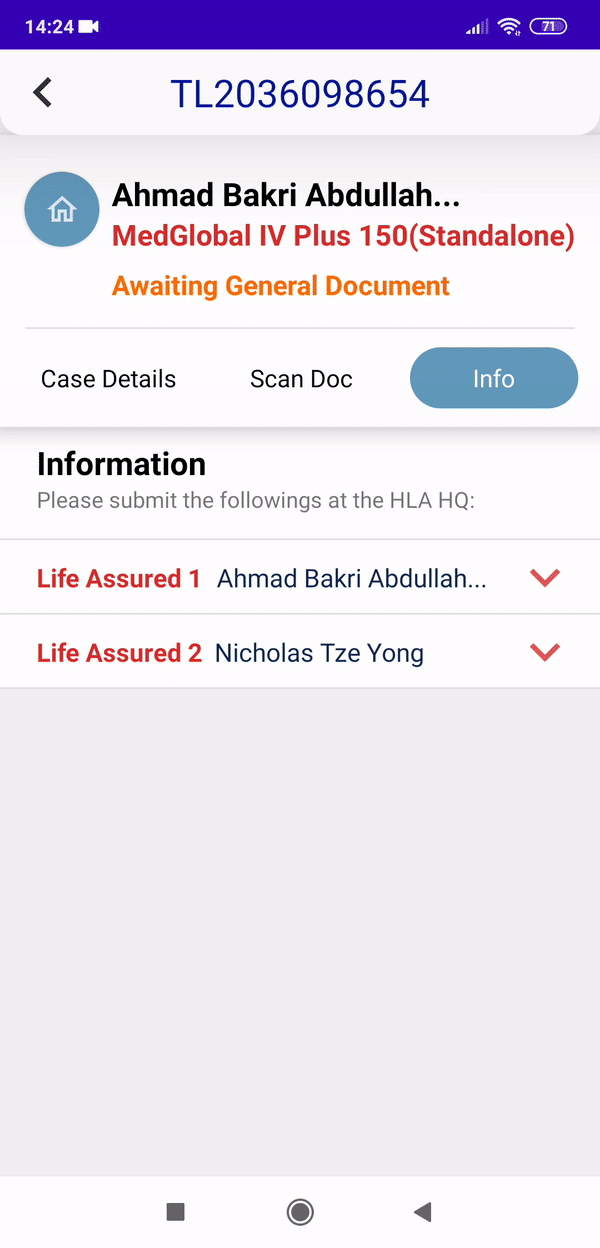 14:24
71
TL2036098654
Ahmad Bakri Abdullah...
MedGlobal IV Plus 150(Standalone)
Awaiting General Document
Case Details Scan Doc Info
Information
Please submit the followings at the HLA HQ:
Life Assured 1 Ahmad Bakri Abdullah...
Life Assured 2 Nicholas Tze Yong